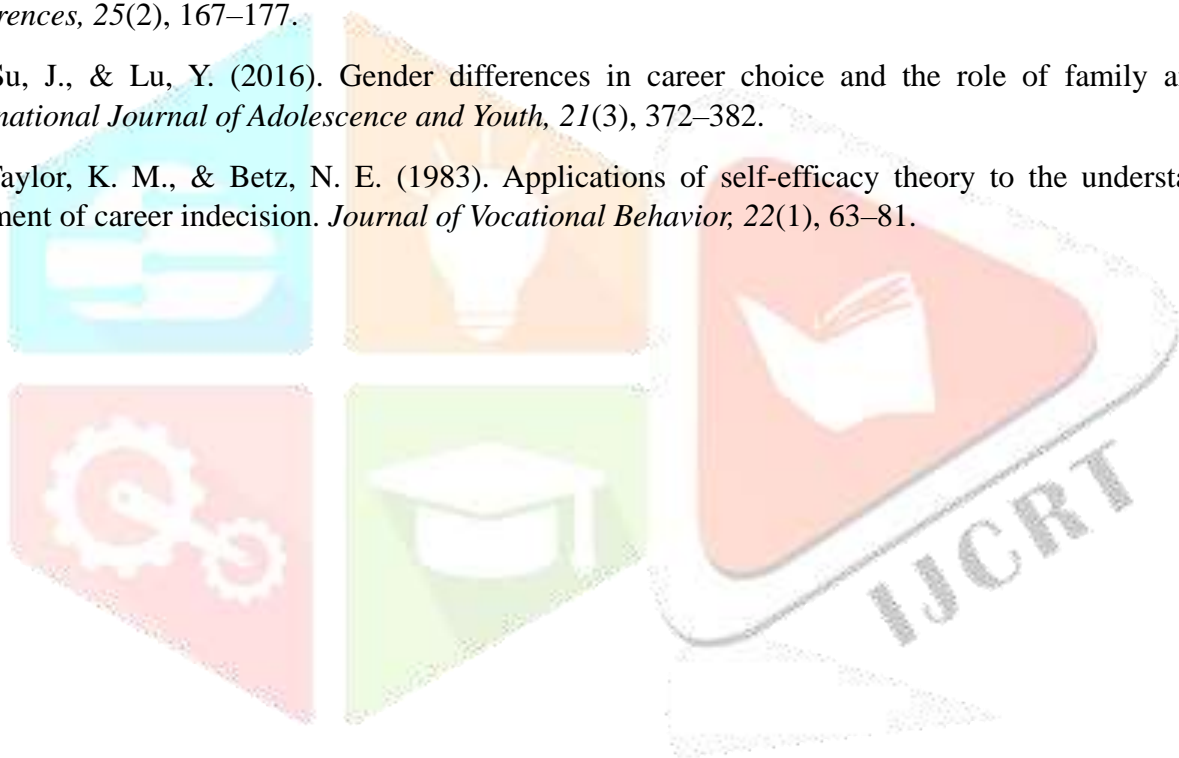 rences, 25(2), 167–177.
Su, J., & Lu, Y. (2016). Gender differences in career choice and the role of family a
national Journal of Adolescence and Youth, 21(3), 372–382.
Taylor, K. M., & Betz, N. E. (1983). Applications of self-efficacy theory to the underst
ment of career indecision. Journal of Vocational Behavior, 22(1), 63–81.
IJCRT